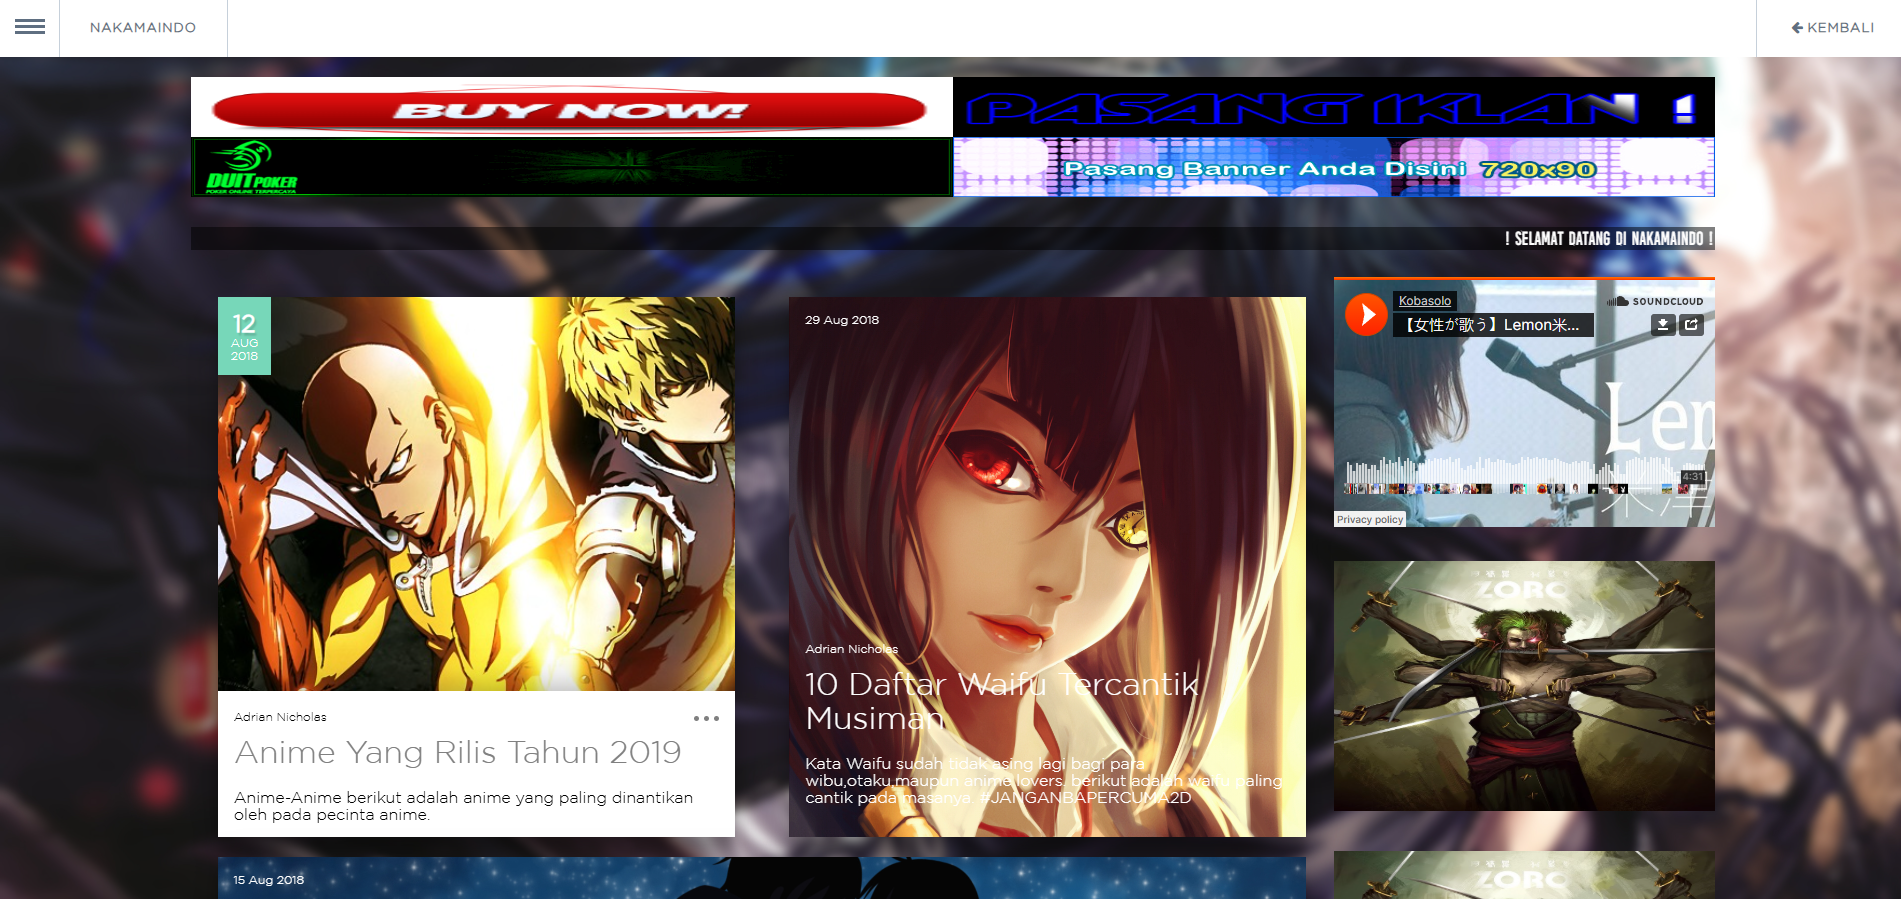 NAKAMAINDO
KEMBALI
BUY NOW!
PASANG IKLAN !
DUITPOKER
POKER ONLINE TERPERCAYA
Pasang Banner Anda Disini 720x90
! SELAMAT DATANG DI NAKAMAINDO !
12
AUG
2018
Adrian Nicholas
Anime Yang Rilis Tahun 2019
Anime-Anime berikut adalah anime yang paling dinantikan
oleh pada pecinta anime.
29 Aug 2018
Adrian Nicholas
10 Daftar Waifu Tercantik
Musiman
Kata Waifu sudah tidak asing lagi bagi para
wibu,otaku,maupun anime lovers. berikut adalah waifu paling
cantik pada masanya. #JANGANBAPERCUMA2D
Kobasolo
SOUNDCLOUD
【女性が歌う】Lemon米...
Lem
4:31
Privacy policy
ZORO
15 Aug 2018
ZORO